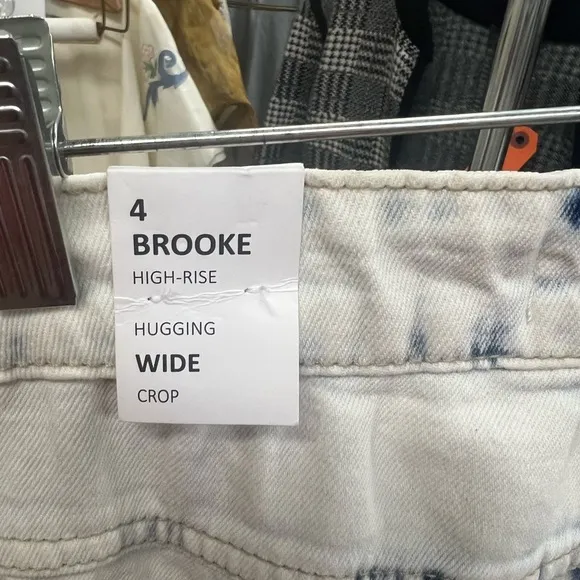 4
BROOKE
HIGH-RISE
HUGGING
WIDE
CROP